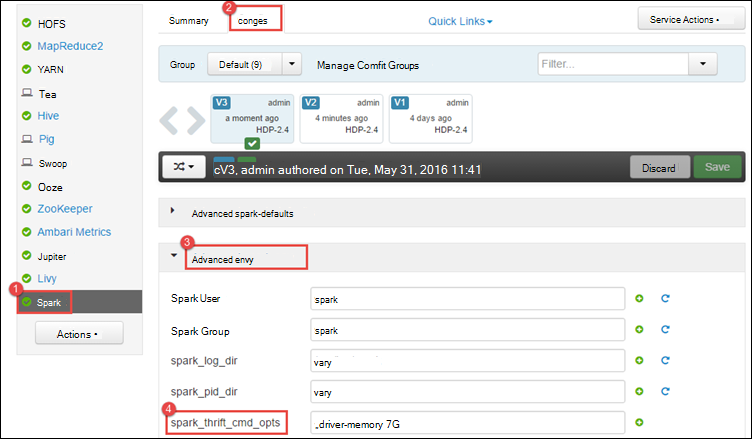 HOFS
MapReduce2
YARN
Tea
Hive
Pig
Swoop
Ooze
ZooKeeper
Ambari Metrics
Jupiter
Livy
1
Spark
Actions
Summary
2
conges
Quick Links
Service Actions
Group
Default (9)
Manage Comfit Groups
Filter...
V3 admin
a moment ago
HDP-2.4
V2 admin
4 minutes ago
HDP-2.4
V1 admin
4 days ago
HDP-2.4
cV3, admin authored on Tue, May 31, 2016 11:41
Discard
Save
Advanced spark-defaults
3
Advanced envy
Spark User spark
Spark Group spark
spark_log_dir vary
spark_pid_dir vary
4
spark_thrift_cmd_opts „driver-memory 7G